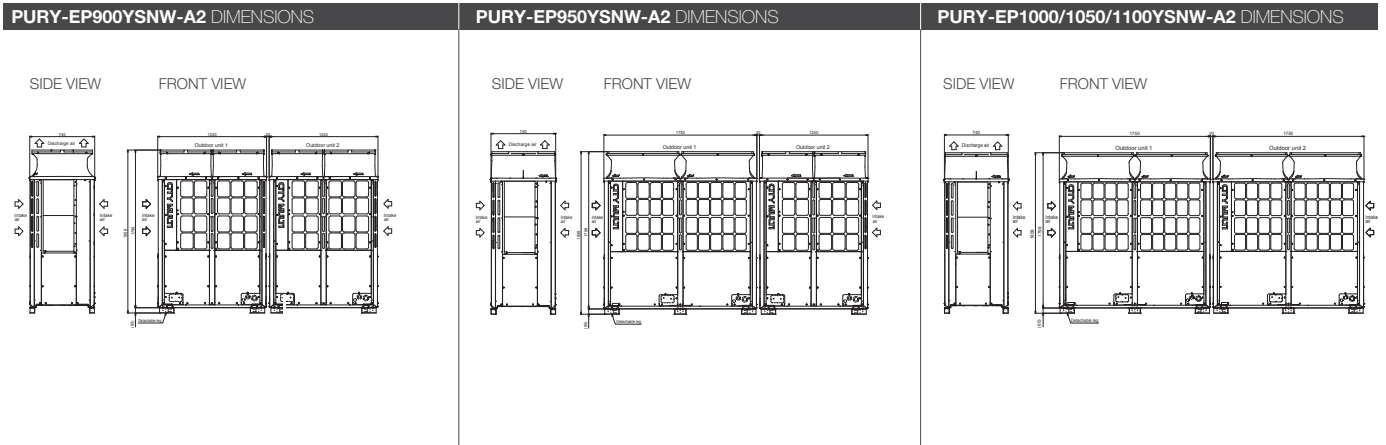 PURY-EP900YSNW-A2 DIMENSIONS
SIDE VIEW FRONT VIEW
740 1240 1240
Discharge air
Outdoor unit 1 Outdoor unit 2
CITY MULTI
CITY MULTI
Intake air
Intake air
Intake air
Intake air
Detachable leg
PURY-EP950YSNW-A2 DIMENSIONS
SIDE VIEW FRONT VIEW
740 1750 1240
Discharge air
Outdoor unit 1 Outdoor unit 2
CITY MULTI
CITY MULTI
Intake air
Intake air
Intake air
Intake air
Detachable leg
PURY-EP1000/1050/1100YSNW-A2 DIMENSIONS
SIDE VIEW FRONT VIEW
740 1750 1750
Discharge air
Outdoor unit 1 Outdoor unit 2
CITY MULTI
CITY MULTI
Intake air
Intake air
Detachable leg